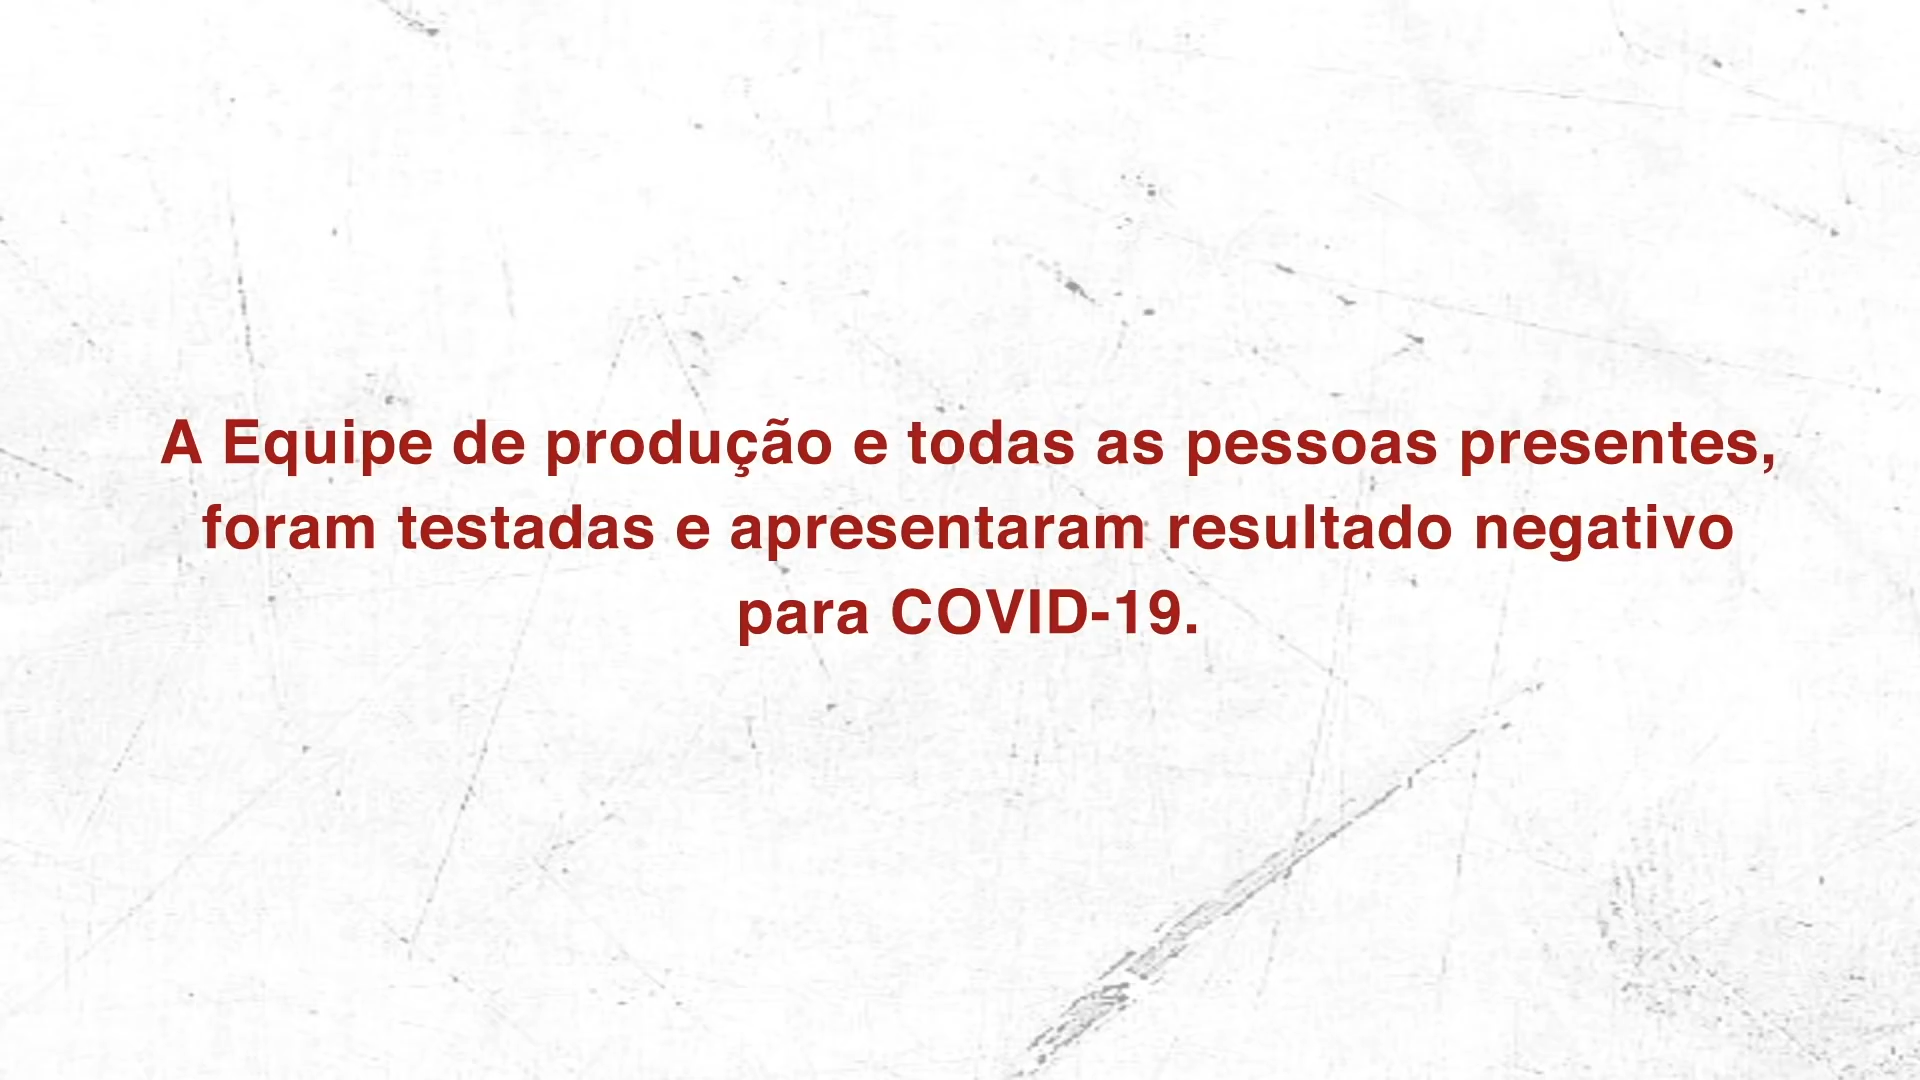 A Equipe de produção e todas as pessoas presentes,
foram testadas e apresentaram resultado negativo
para COVID-19.